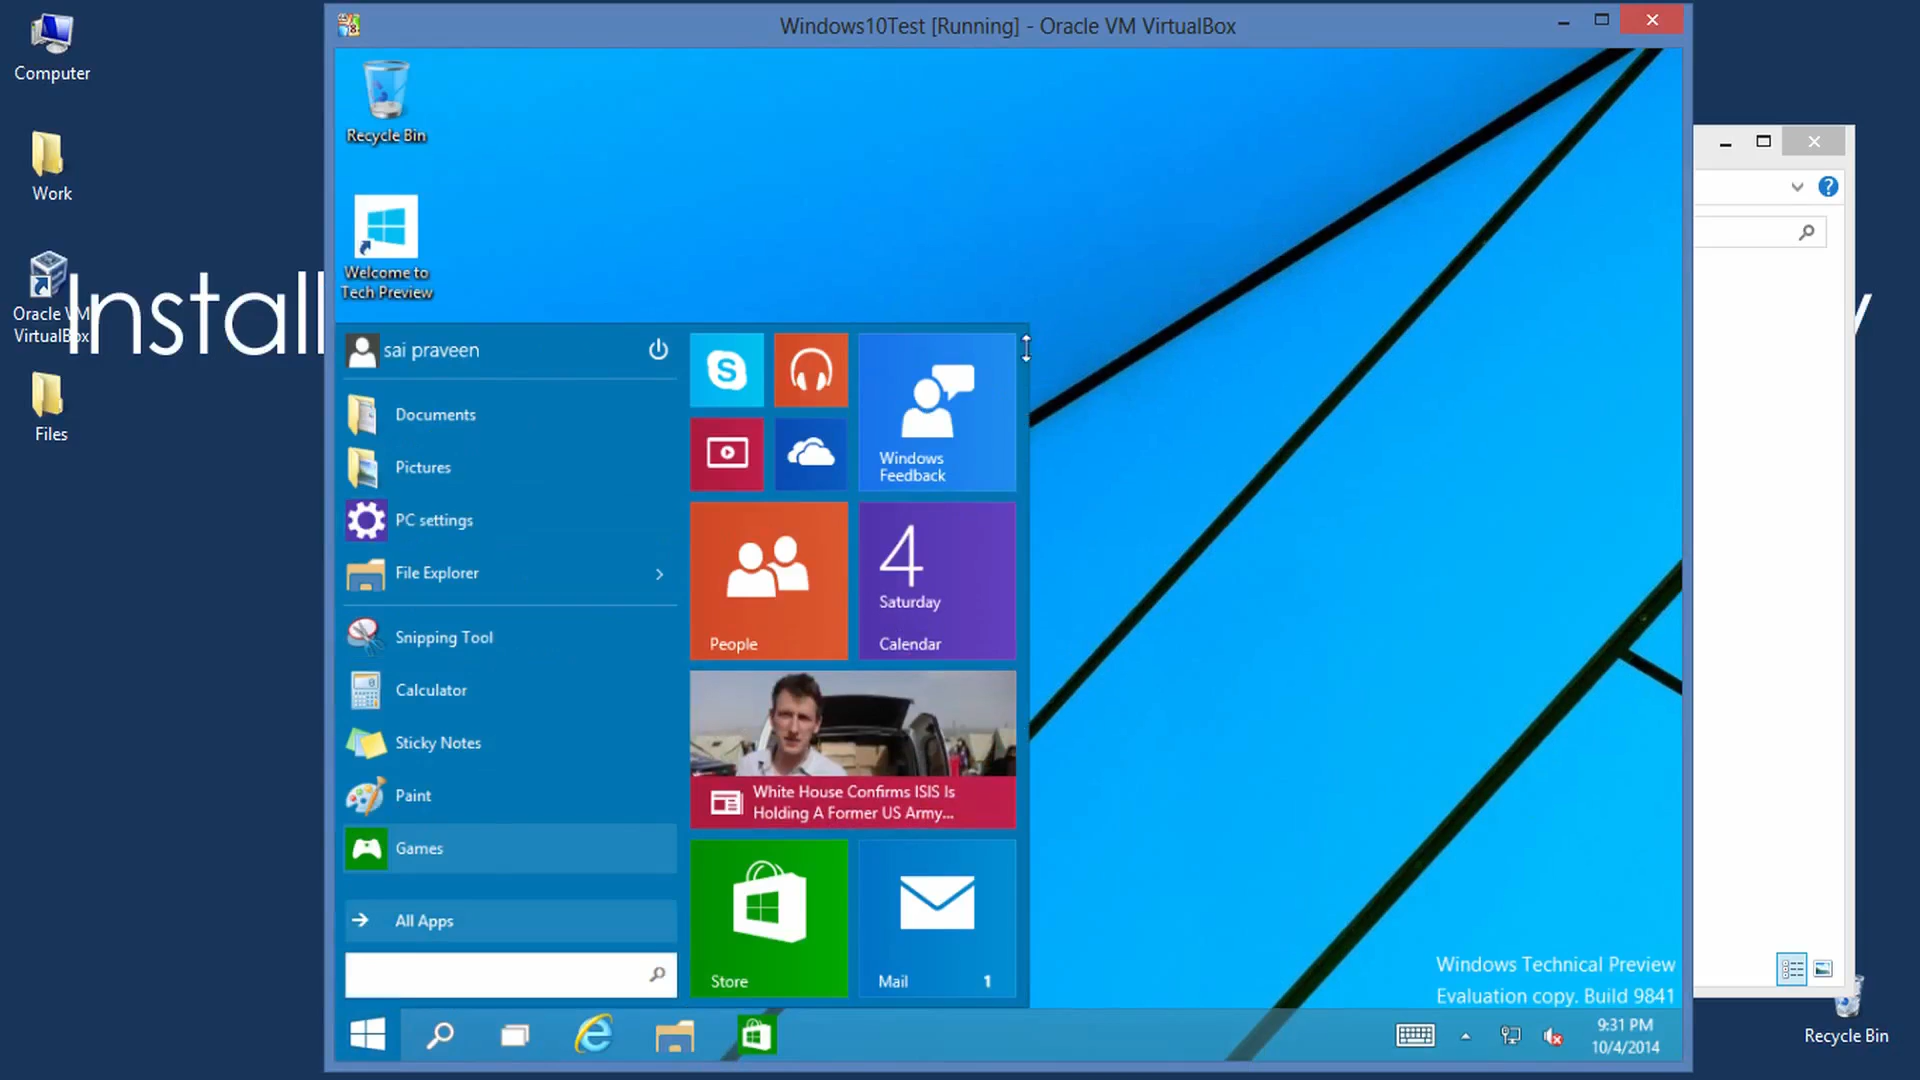 Computer
Work
Oracle VM
VirtualBox
Files
Install
y
Windows10Test [Running] - Oracle VM VirtualBox
Recycle Bin
Welcome to
Tech Preview
sai praveen
Documents
Pictures
PC settings
File Explorer
Snipping Tool
Calculator
Sticky Notes
Paint
Games
All Apps
Windows
Feedback
People
4
Saturday
Calendar
White House Confirms ISIS Is
Holding A Former US Army...
Store
Mail 1
Windows Technical Preview
Evaluation copy. Build 9841
9:31 PM
10/4/2014
Recycle Bin